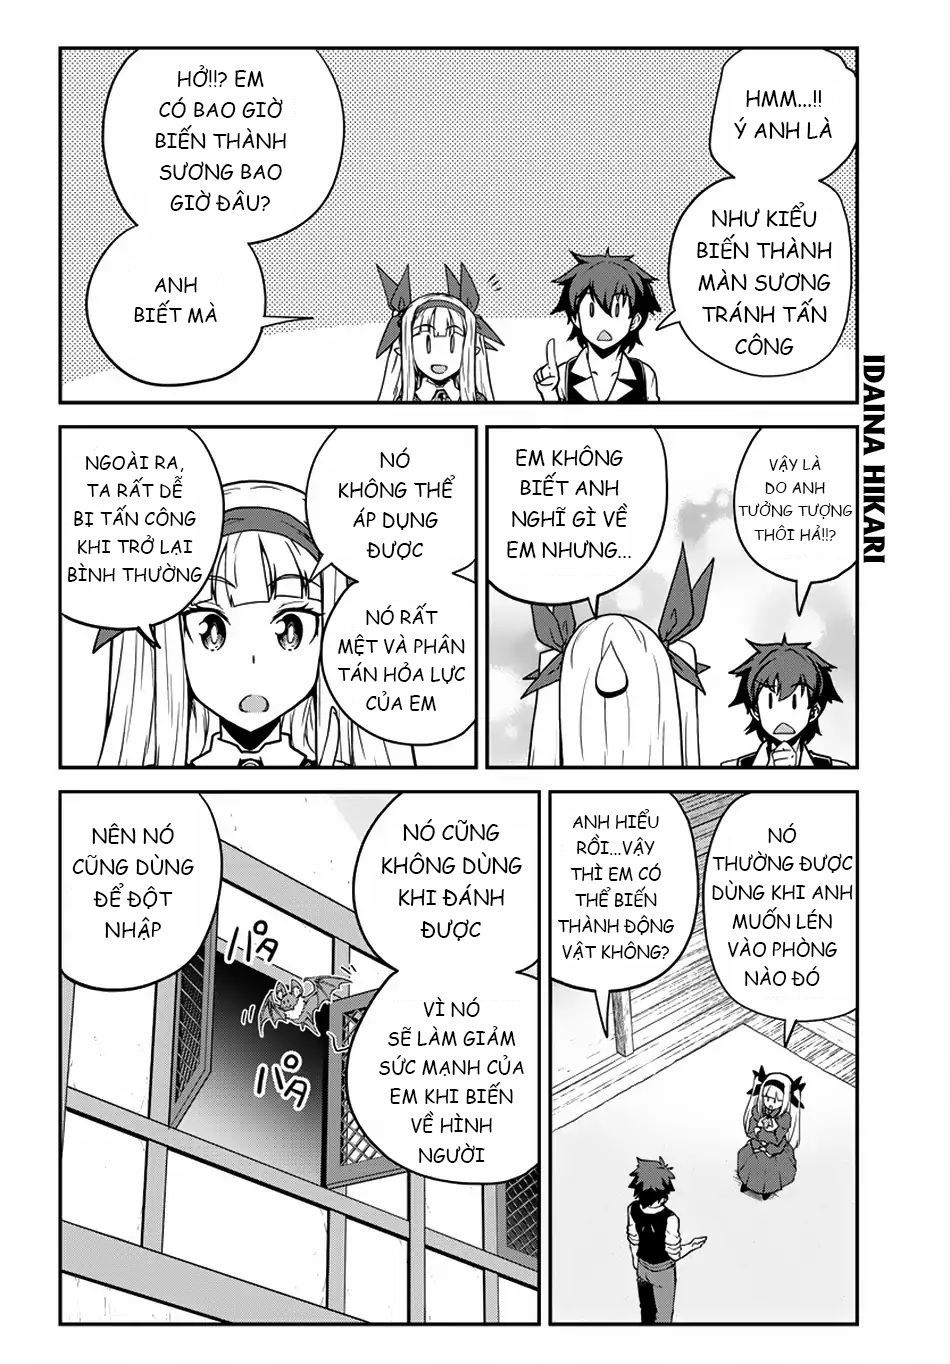 HMM...!!
Ý ANH LÀ
NHƯ KIỂU
BIẾN THÀNH
MÀN SƯƠNG
TRÁNH TẤN
CÔNG
HỞ!!? EM
CÓ BAO GIỜ
BIẾN THÀNH
SƯƠNG BAO
GIỜ ĐÂU?
ANH
BIẾT MÀ
IDAINA HIKARI
VẬY LÀ
DO ANH
TƯỞNG TƯỢNG
THÔI HẢ!!?
EM KHÔNG
BIẾT ANH
NGHĨ GÌ VỀ
EM NHƯNG...
NÓ
KHÔNG THỂ
ÁP DỤNG
ĐƯỢC
NÓ RẤT
MỆT VÀ PHÂN
TÁN HỎA LỰC
CỦA EM
NGOÀI RA,
TA RẤT DỄ
BỊ TẤN CÔNG
KHI TRỞ LẠI
BÌNH THƯỜNG
NÓ
THƯỜNG ĐƯỢC
DÙNG KHI ANH
MUỐN LÉN
VÀO PHÒNG
NÀO ĐÓ
ANH HIỂU
RỒI...VẬY
THÌ EM CÓ
THỂ BIẾN
THÀNH ĐỘNG
VẬT KHÔNG?
NÓ CŨNG
KHÔNG DÙNG
KHI ĐÁNH
ĐƯỢC
VÌ NÓ
SẼ LÀM GIẢM
SỨC MẠNH CỦA
EM KHI BIẾN
VỀ HÌNH
NGƯỜI
NÊN NÓ
CŨNG DÙNG
ĐỂ ĐỘT
NHẬP
パタ
パタ